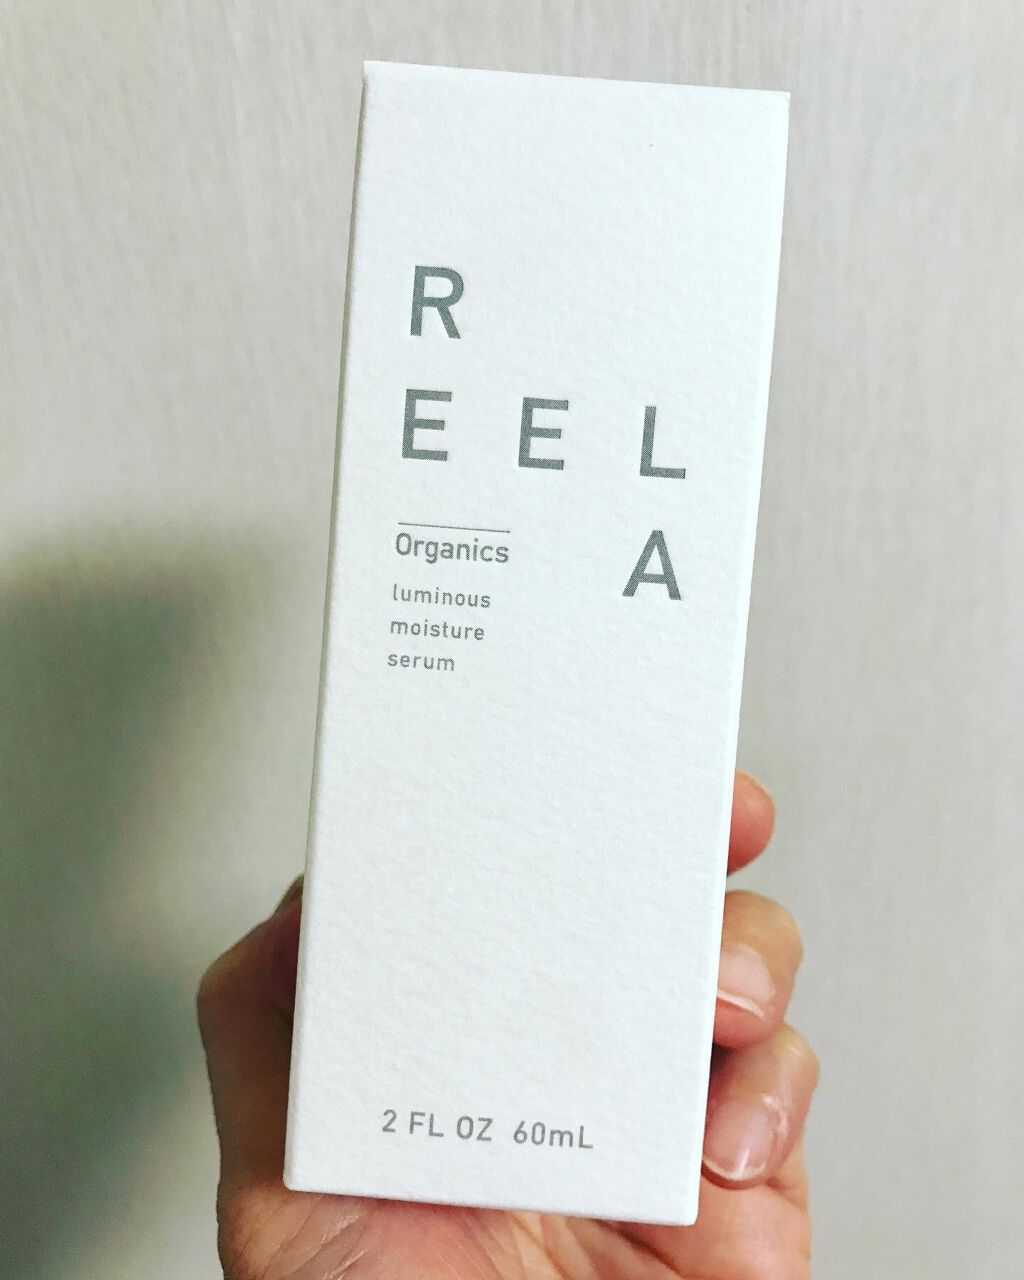 R
E E L
A
Organics
luminous
moisture
serum
2 FL OZ 60mL